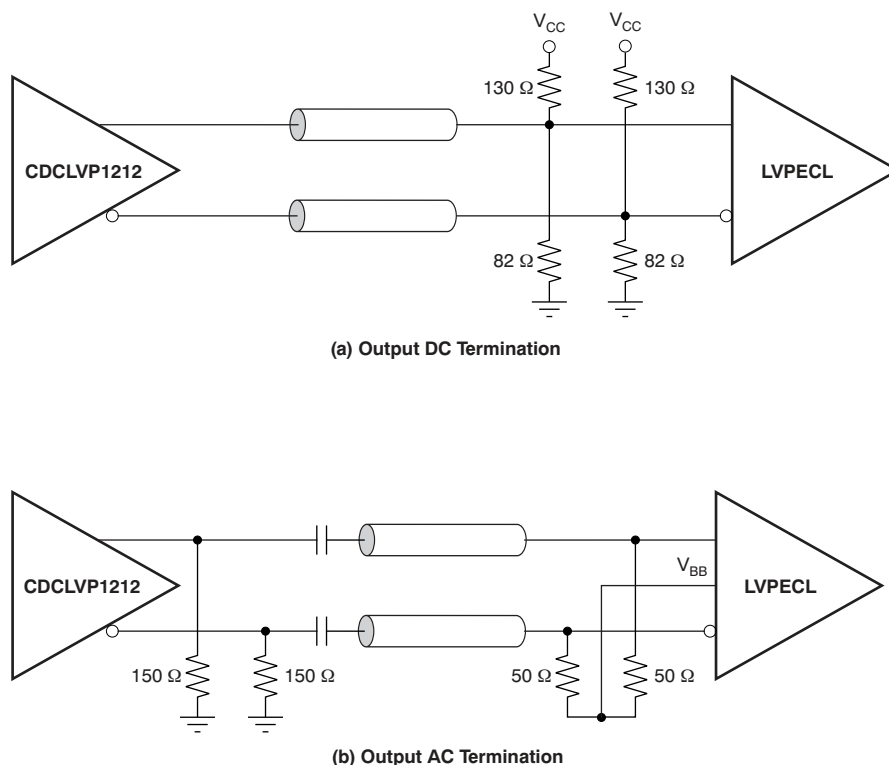 VCC VCC
130 Ω 130 Ω
CDCLVP1212 LVPECL
82 Ω 82 Ω
(a) Output DC Termination
VBB
CDCLVP1212 LVPECL
150 Ω 150 Ω 50 Ω 50 Ω
(b) Output AC Termination